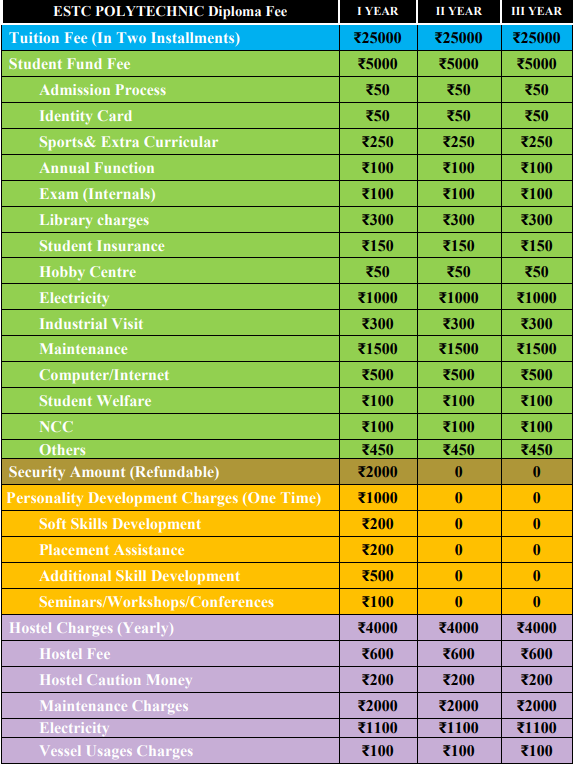 ESTC POLYTECHNIC Diploma Fee I YEAR II YEAR III YEAR
Tuition Fee (In Two Installments) ₹25000 ₹25000 ₹25000
Student Fund Fee ₹5000 ₹5000 ₹5000
Admission Process ₹50 ₹50 ₹50
Identity Card ₹50 ₹50 ₹50
Sports& Extra Curricular ₹250 ₹250 ₹250
Annual Function ₹100 ₹100 ₹100
Exam (Internals) ₹100 ₹100 ₹100
Library charges ₹300 ₹300 ₹300
Student Insurance ₹150 ₹150 ₹150
Hobby Centre ₹50 ₹50 ₹50
Electricity ₹1000 ₹1000 ₹1000
Industrial Visit ₹300 ₹300 ₹300
Maintenance ₹1500 ₹1500 ₹1500
Computer/Internet ₹500 ₹500 ₹500
Student Welfare ₹100 ₹100 ₹100
NCC ₹100 ₹100 ₹100
Others ₹450 ₹450 ₹450
Security Amount (Refundable) ₹2000 0 0
Personality Development Charges (One Time) ₹1000 0 0
Soft Skills Development ₹200 0 0
Placement Assistance ₹200 0 0
Additional Skill Development ₹500 0 0
Seminars/Workshops/Conferences ₹100 0 0
Hostel Charges (Yearly) ₹4000 ₹4000 ₹4000
Hostel Fee ₹600 ₹600 ₹600
Hostel Caution Money ₹200 ₹200 ₹200
Maintenance Charges ₹2000 ₹2000 ₹2000
Electricity ₹1100 ₹1100 ₹1100
Vessel Usages Charges ₹100 ₹100 ₹100